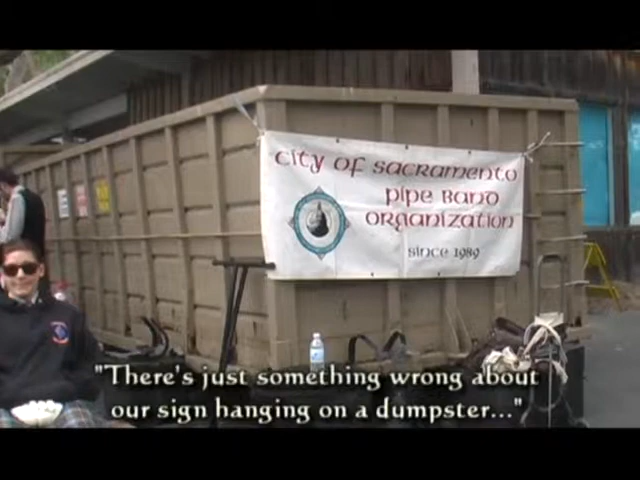 City of Sacramento
Pipe Band
Organization
since 1989
"There's just something wrong about
our sign hanging on a dumpster..."